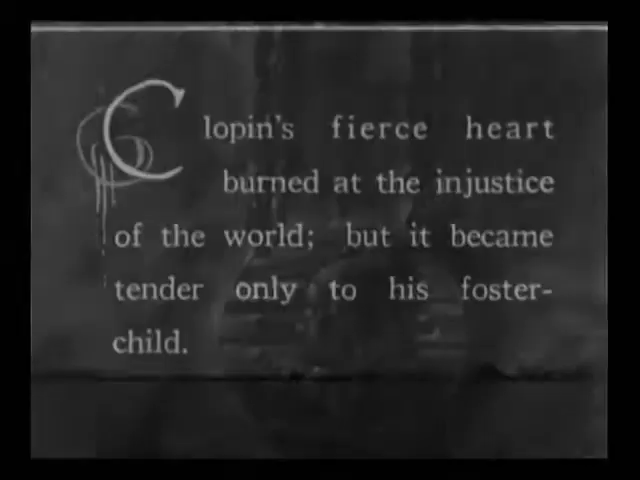 Clopin's fierce heart
burned at the injustice
of the world; but it became
tender only to his foster-
child.